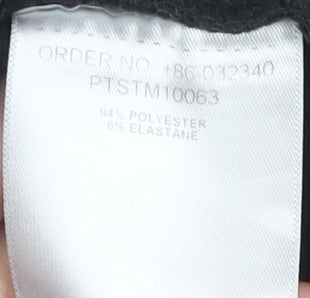 ORDER NO: +86-032340
PTSTM10063
94% POLYESTER
6% ELASTANE